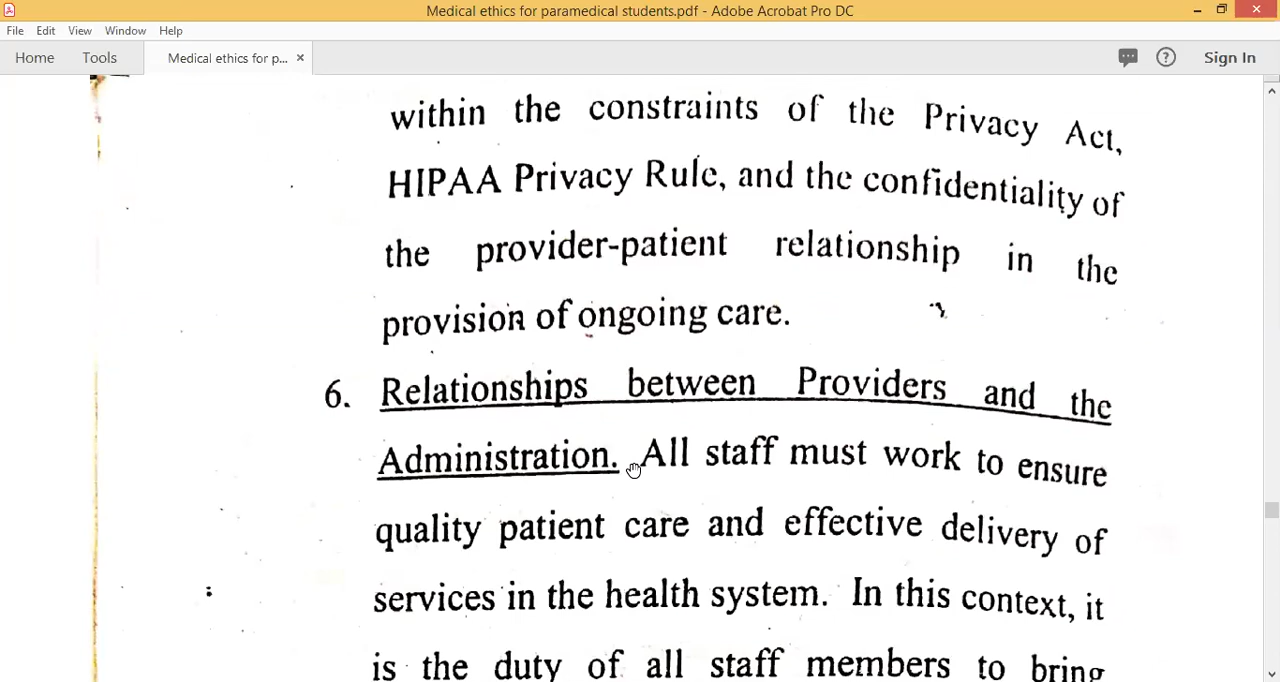 Medical ethics for paramedical students.pdf - Adobe Acrobat Pro DC
File Edit View Window Help
Home Tools Medical ethics for p... × Sign In
within the constraints of the Privacy Act,
HIPAA Privacy Rule, and the confidentiality of
the provider-patient relationship in the
provision of ongoing care.
6. Relationships between Providers and the
Administration. All staff must work to ensure
quality patient care and effective delivery of
services in the health system. In this context, it
is the duty of all staff members to bring